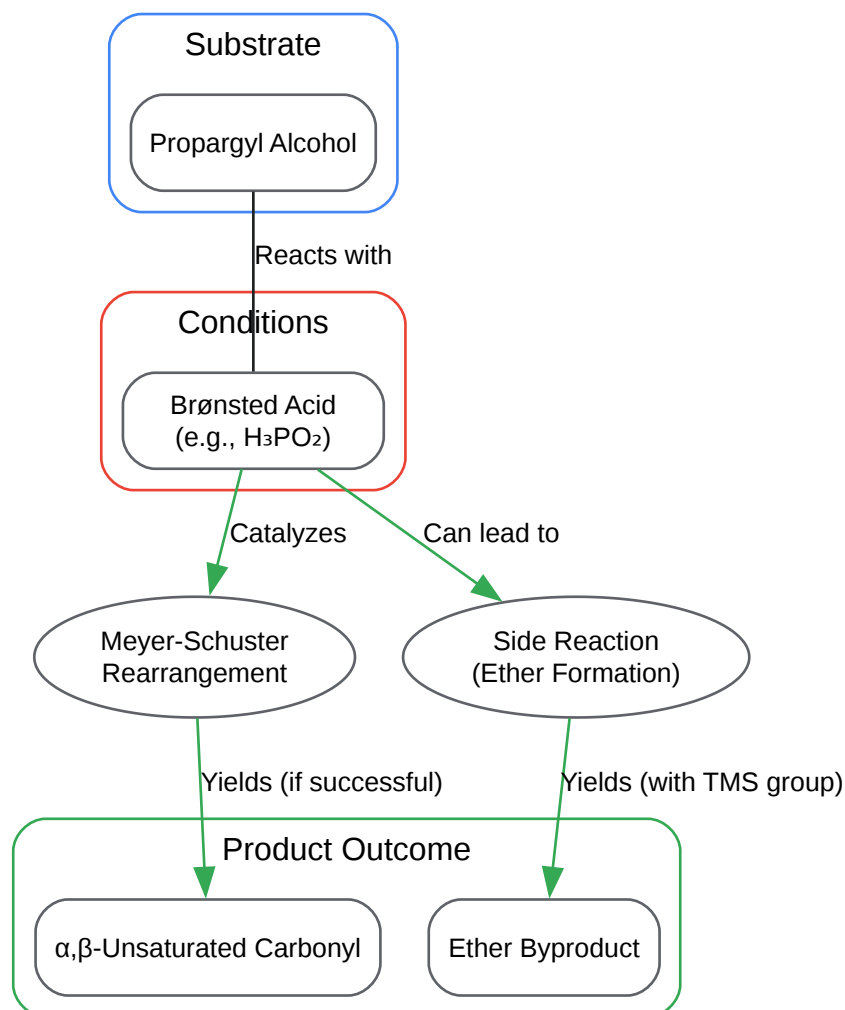 Substrate
Propargyl Alcohol
Reacts with
Conditions
Brønsted Acid
(e.g., H₃PO₂)
Catalyzes
Can lead to
Meyer-Schuster
Rearrangement
Side Reaction
(Ether Formation)
Yields (if successful)
Yields (with TMS group)
Product Outcome
α,β-Unsaturated Carbonyl
Ether Byproduct